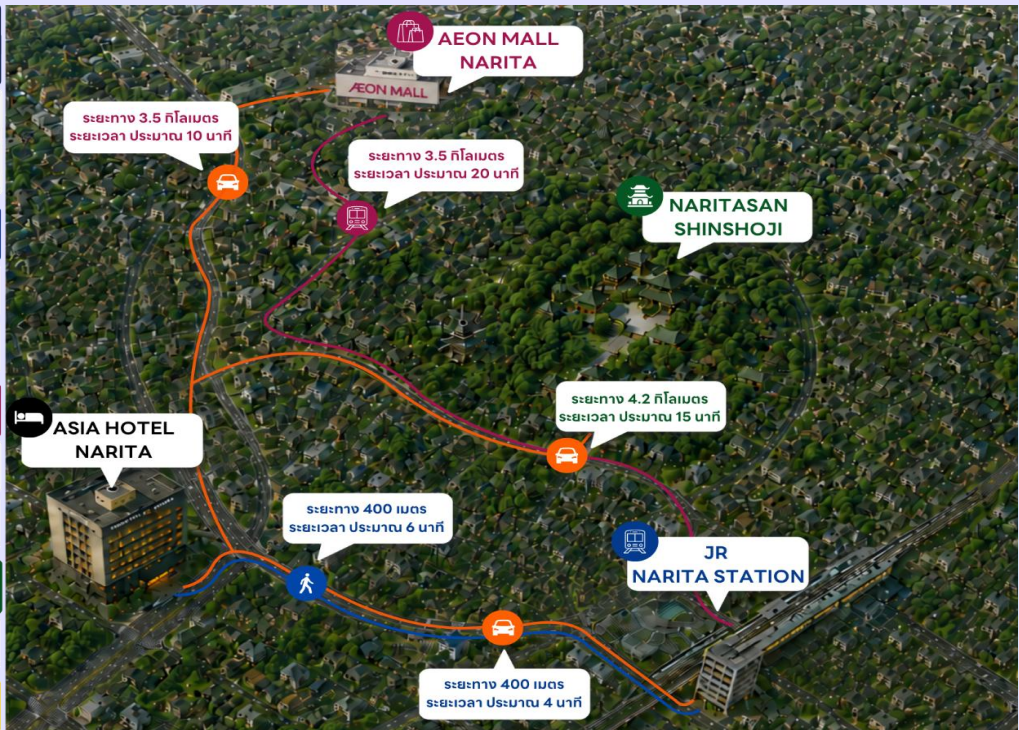 AEON MALL
NARITA
ÆON MALL
ระยะทาง 3.5 กิโลเมตร
ระยะเวลา ประมาณ 10 นาที
ระยะทาง 3.5 กิโลเมตร
ระยะเวลา ประมาณ 20 นาที
NARITASAN
SHINSHOJI
ระยะทาง 4.2 กิโลเมตร
ระยะเวลา ประมาณ 15 นาที
ASIA HOTEL
NARITA
ระยะทาง 400 เมตร
ระยะเวลา ประมาณ 6 นาที
JR
NARITA STATION
ระยะทาง 400 เมตร
ระยะเวลา ประมาณ 4 นาที